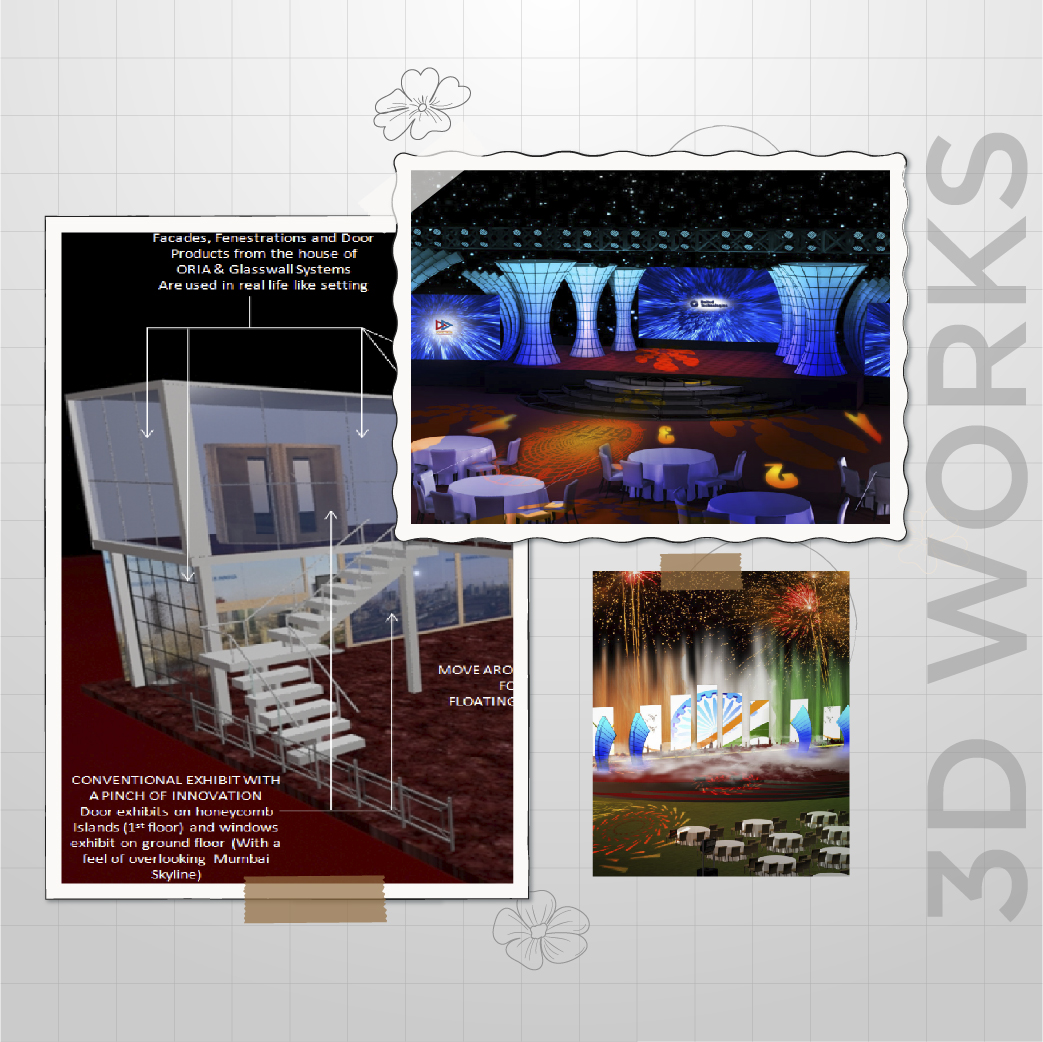 3D WORKS
Facades, Fenestrations and Door
Products from the house of
ORIA & Glasswall Systems
Are used in real life like setting
MOVE ARO
FO
FLOATING
CONVENTIONAL EXHIBIT WITH
A PINCH OF INNOVATION
Door exhibits on honeycomb
Islands (1st floor) and windows
exhibit on ground floor (With a
feel of overlooking Mumbai
Skyline)
United
Technologies